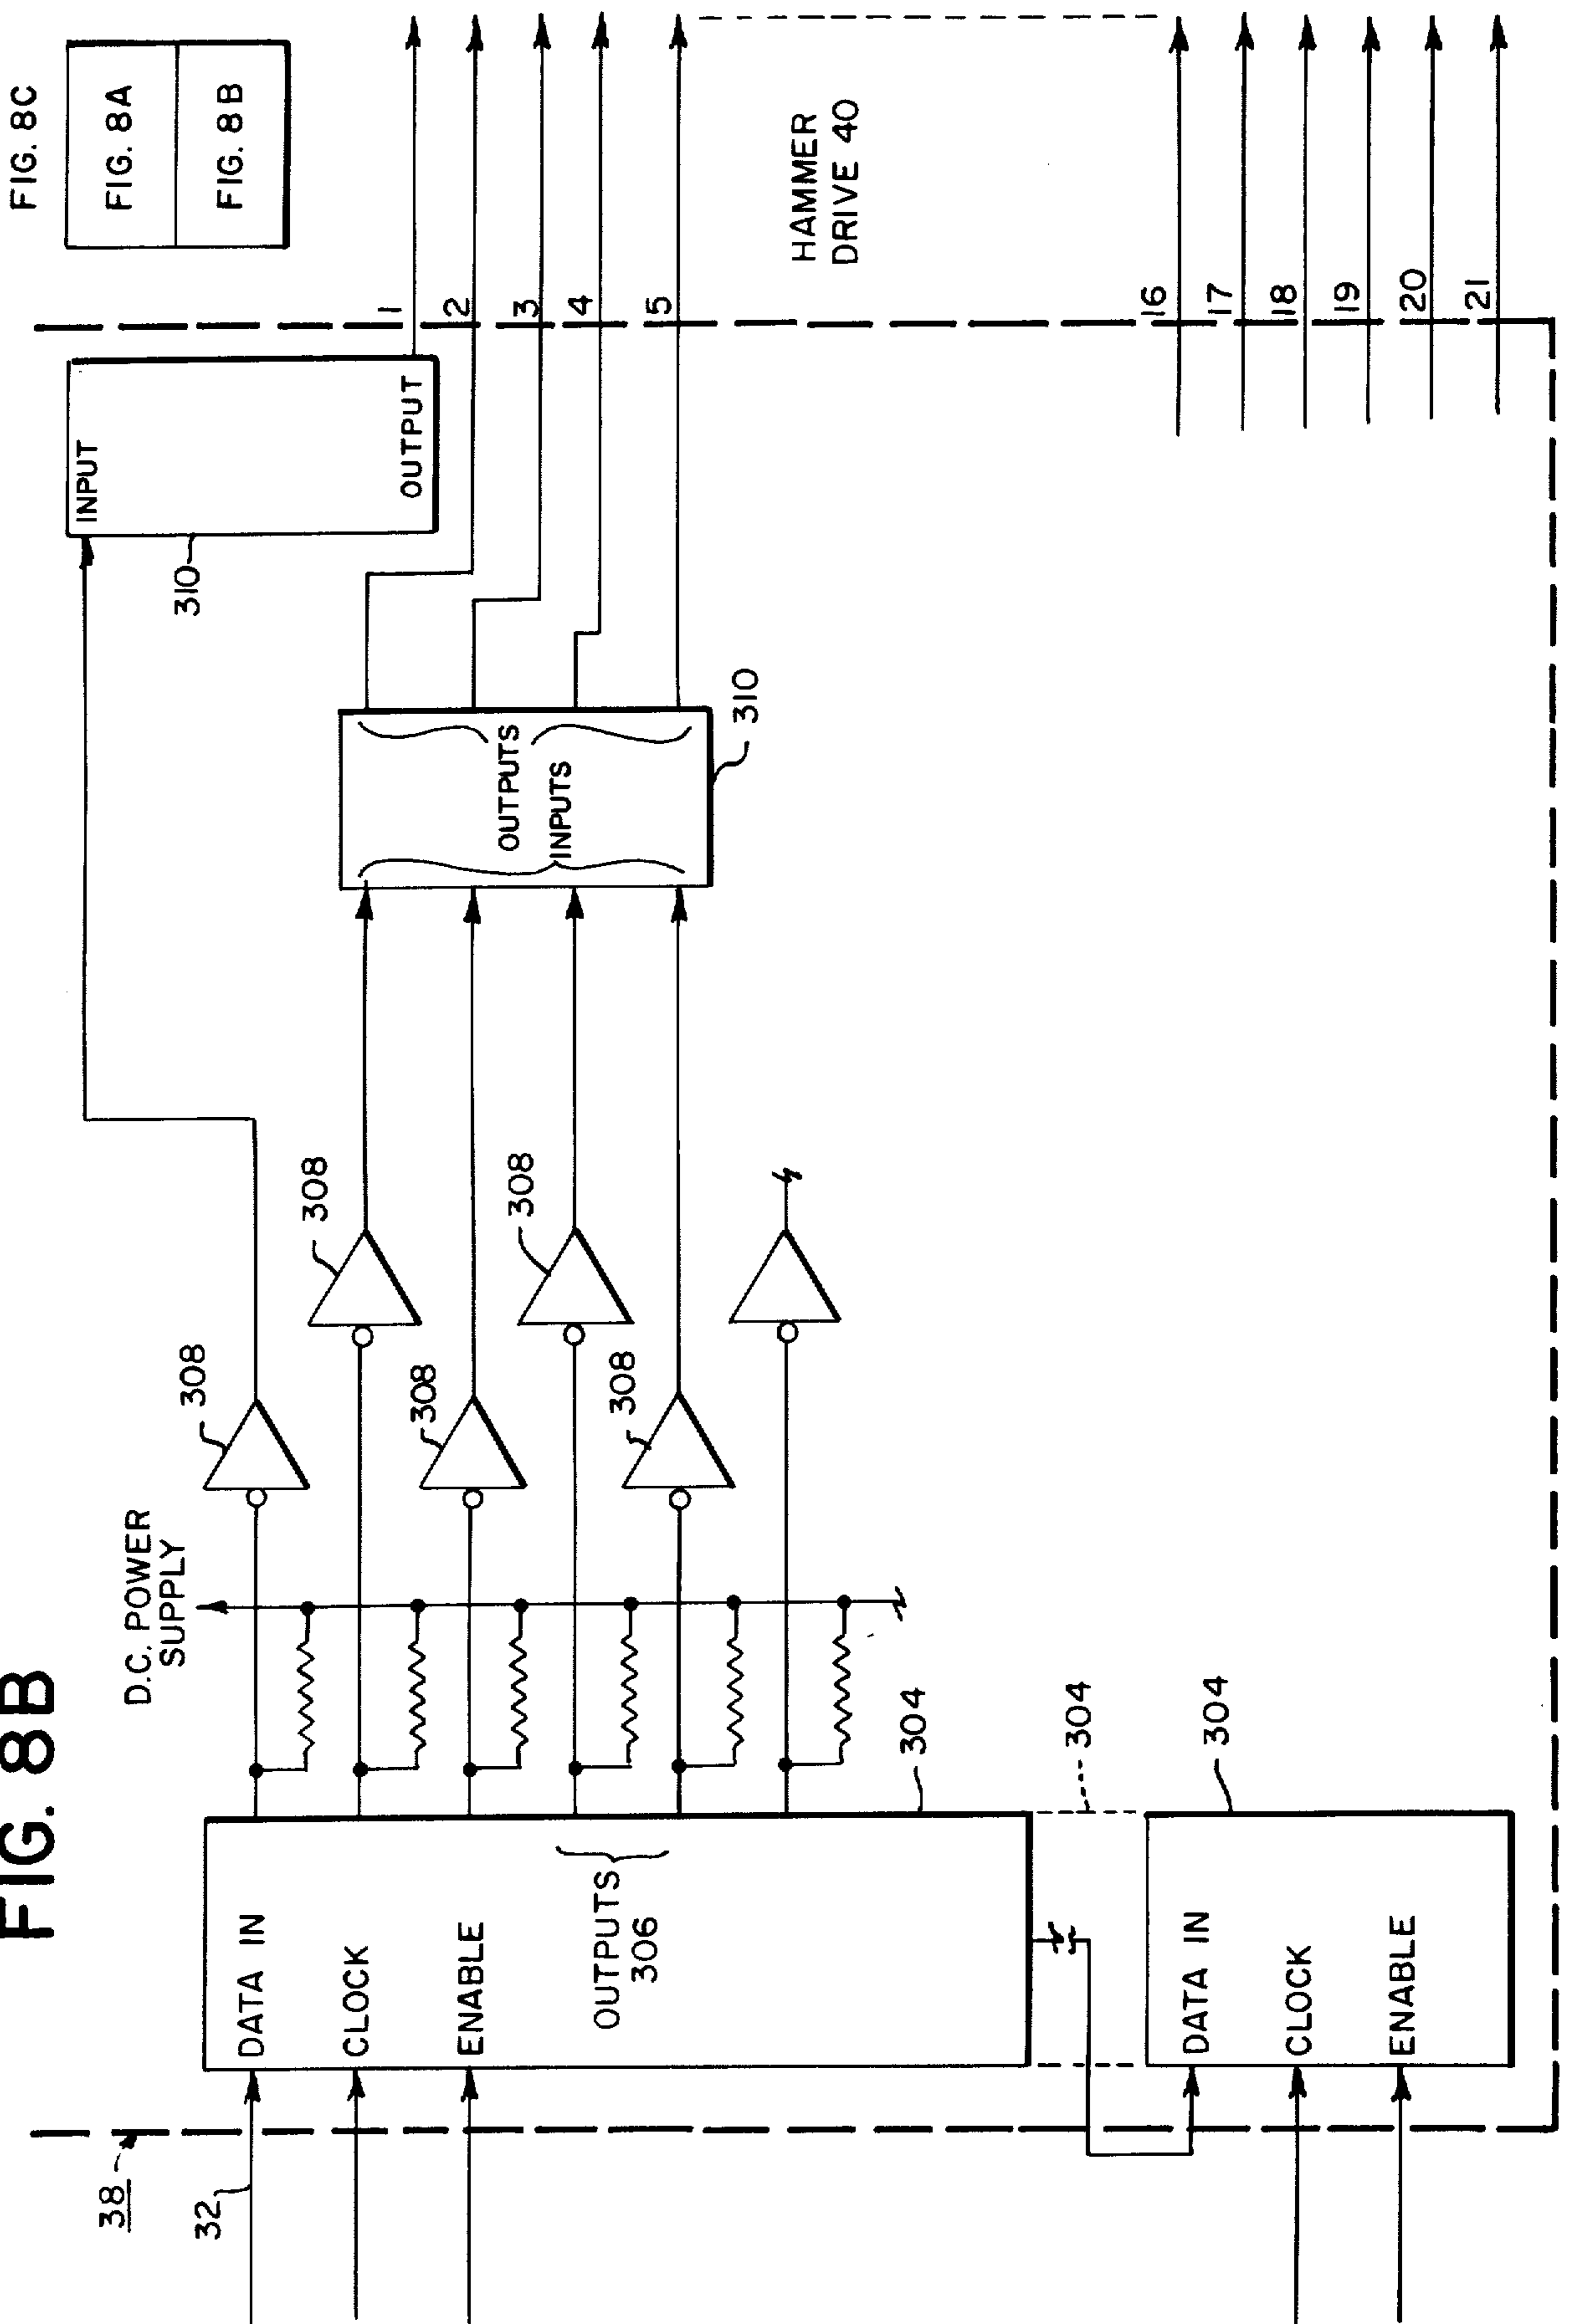 FIG. 8B
FIG. 8C
FIG. 8A
FIG. 8B
38
32
DATA IN
CLOCK
ENABLE
OUTPUTS
306
304
304
DATA IN
CLOCK
ENABLE
304
D.C. POWER
SUPPLY
308
308
308
308
308
INPUT
OUTPUT
310
OUTPUTS
INPUTS
310
1
2
3
4
5
16
17
18
19
20
21
HAMMER
DRIVE 40